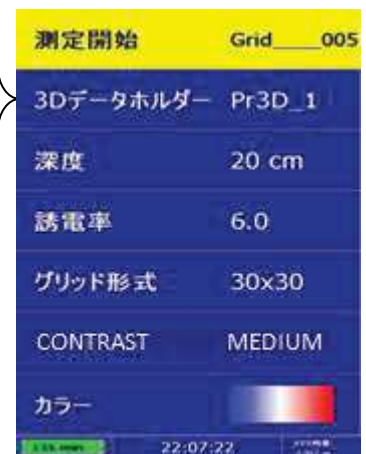 測定開始 Grid____005
3Dデータホルダー Pr3D_1
深度 20 cm
誘電率 6.0
グリッド形式 30x30
CONTRAST MEDIUM
カラー
22:07:22